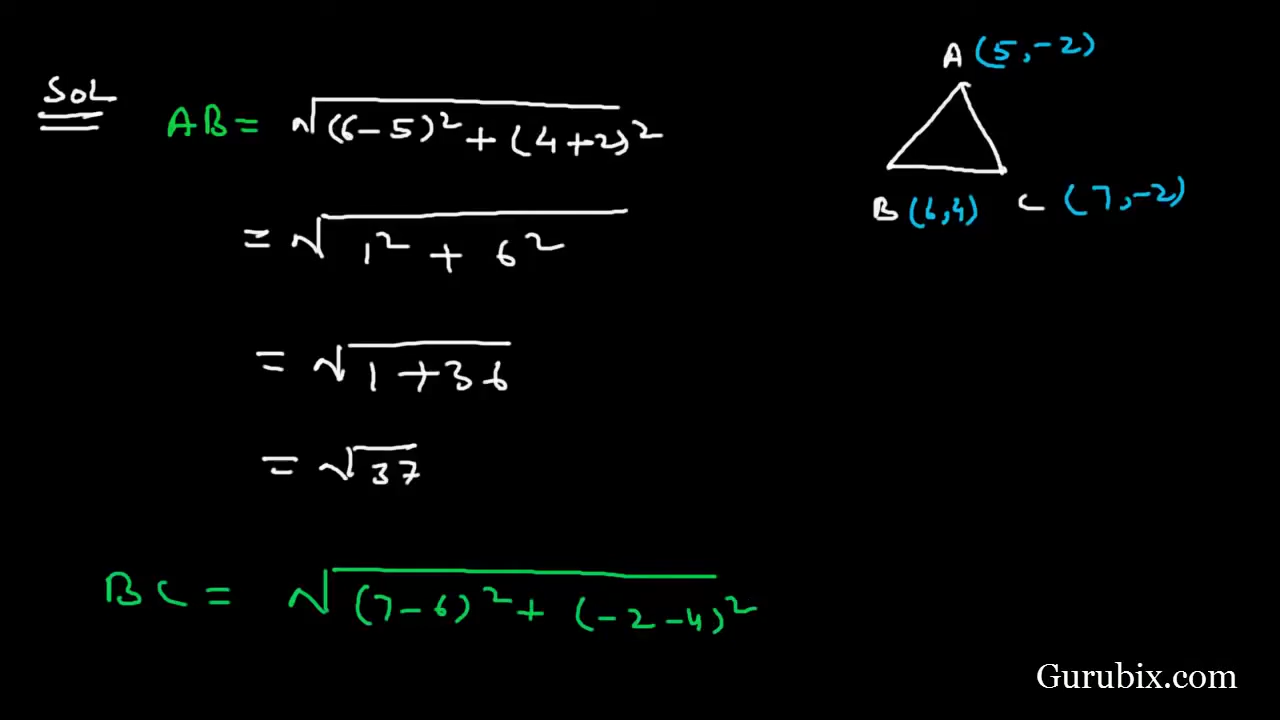 SOL
AB = √(6-5)² + (4+2)²
= √1² + 6²
= √1+36
= √37
BC = √(7-6)² + (-2-4)²
A (5,-2)
B (6,4) C (7,-2)
Gurubix.com